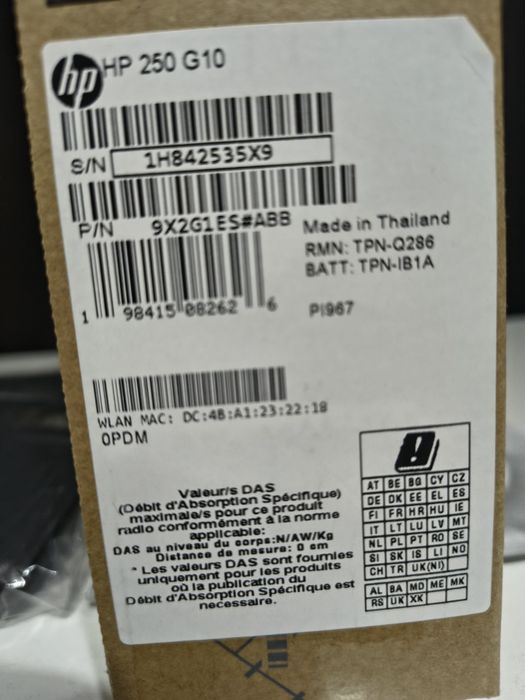 hp HP 250 G10
S/N 1H842535X9
P/N 9X2G1ES#ABB
Made in Thailand
RMN: TPN-Q286
BATT: TPN-IB1A
1 98415 08262 6
PI967
WLAN MAC: DC:4B:A1:23:22:18
0PDM
Valeur/s DAS
(Débit d'Absorption Spécifique)
maximale/s pour ce produit
radio conformément à la norme
applicable:
DAS au niveau du corps:N/AW/Kg
Distance de mesure: 0 cm
* Les valeurs DAS sont fournies
uniquement pour les produits
où la publication du
Débit d'Absorption Spécifique est
necessaire.
AT BE BG CY CZ
DE DK EE EL ES
FI FR HR HU IE
IT LT LU LV MT
NL PL PT RO SE
SI SK IS LI NO
CH TR UK(NI)
AL BA MD ME MK
RS UK XK